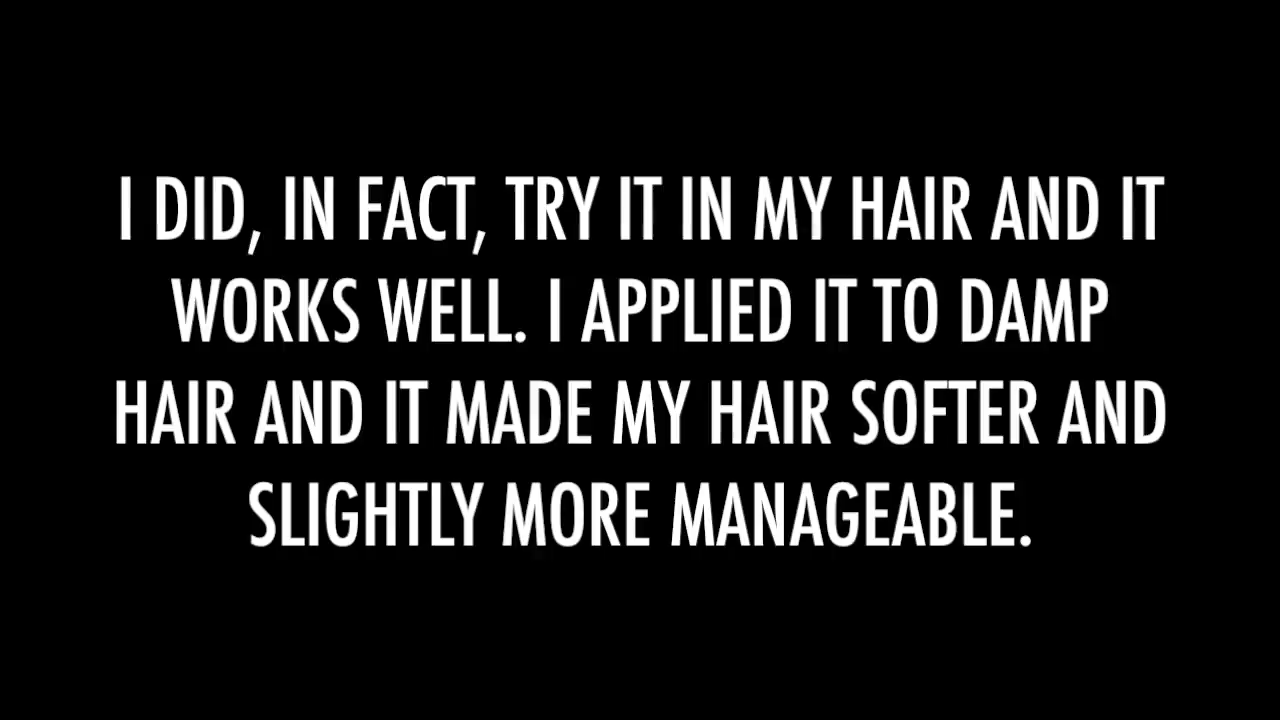 I DID, IN FACT, TRY IT IN MY HAIR AND IT
WORKS WELL. I APPLIED IT TO DAMP
HAIR AND IT MADE MY HAIR SOFTER AND
SLIGHTLY MORE MANAGEABLE.